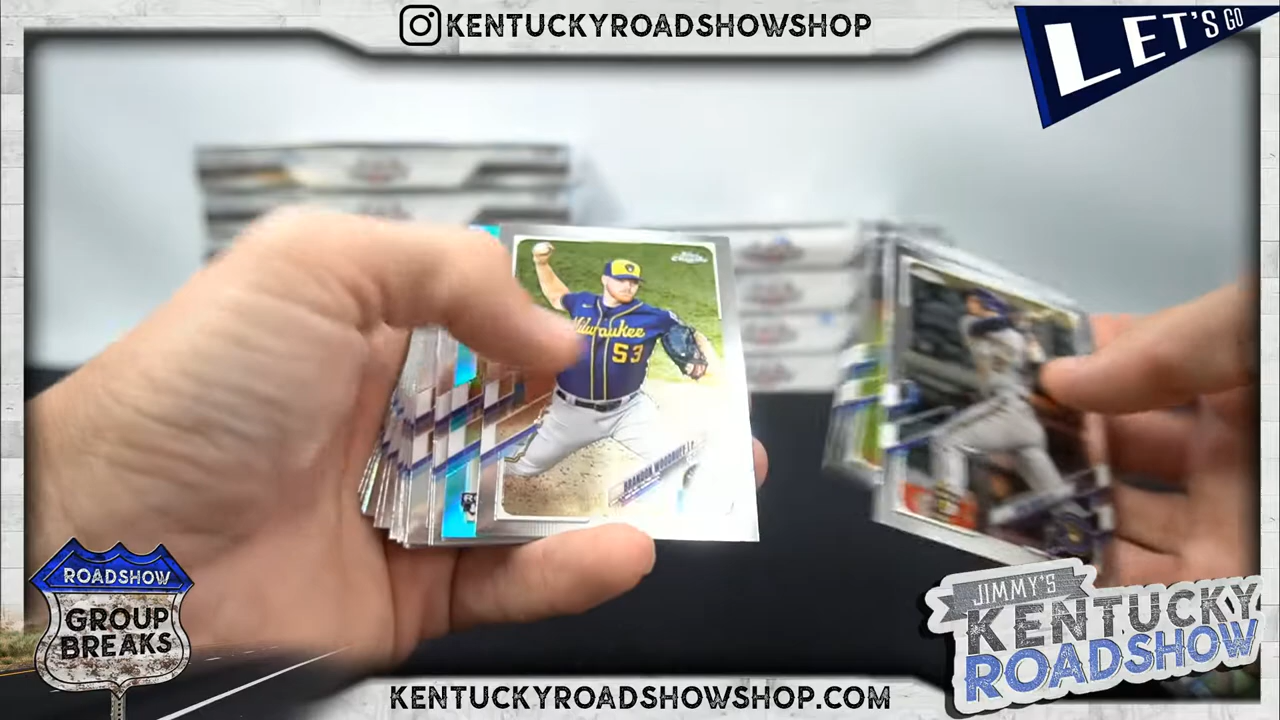 KENTUCKYROADSHOWSHOP
LET'S GO
Milwaukee
53
BRANDON WOODRUFF
ROADSHOW
GROUP
BREAKS
JIMMY'S
KENTUCKY
ROADSHOW
KENTUCKYROADSHOWSHOP.COM